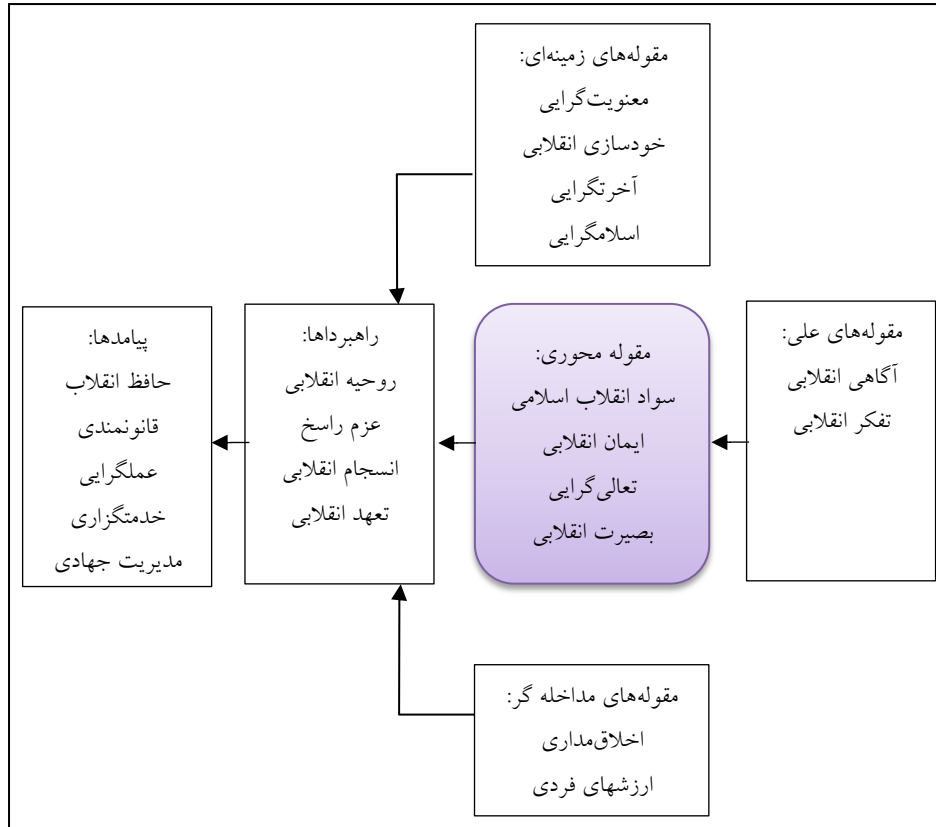 مقوله‌های زمینه‌ای:
معنویت‌گرایی
خودسازی انقلابی
آخرتگرایی
اسلامگرایی
مقوله‌های علی:
آگاهی انقلابی
تفکر انقلابی
مقوله محوری:
سواد انقلاب اسلامی
ایمان انقلابی
تعالی‌گرایی
بصیرت انقلابی
راهبرداها:
روحیه انقلابی
عزم راسخ
انسجام انقلابی
تعهد انقلابی
پیامدها:
حافظ انقلاب
قانونمندی
عملگرایی
خدمتگزاری
مدیریت جهادی
مقوله‌های مداخله گر:
اخلاق‌مداری
ارزشهای فردی